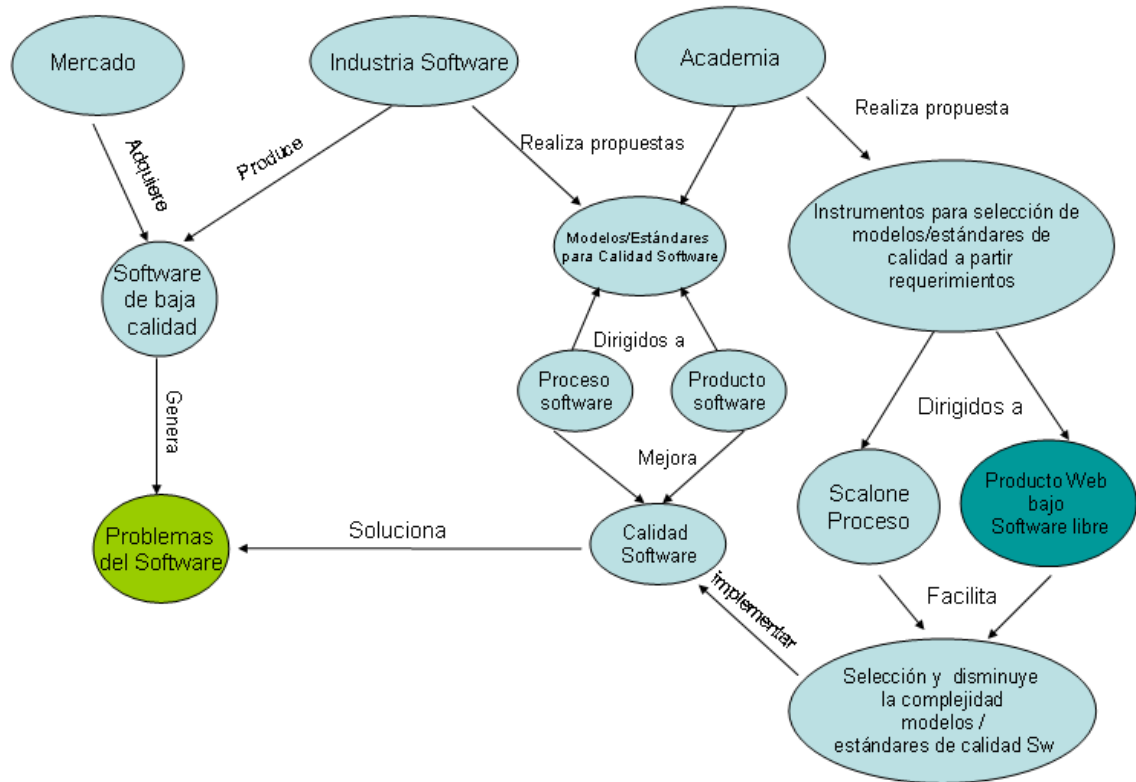 Mercado
Industria Software
Academia
Adquiere
Produce
Realiza propuestas
Realiza propuesta
Software
de baja
calidad
Modelos/Estándares
para Calidad Software
Instrumentos para selección de
modelos/estándares de
calidad a partir
requerimientos
Genera
Dirigidos a
Proceso
software
Producto
software
Dirigidos a
Mejora
Problemas
del Software
Soluciona
Calidad
Software
Scalone
Proceso
Producto Web
bajo
Software libre
implementar
Facilita
Selección y disminuye
la complejidad
modelos /
estándares de calidad Sw